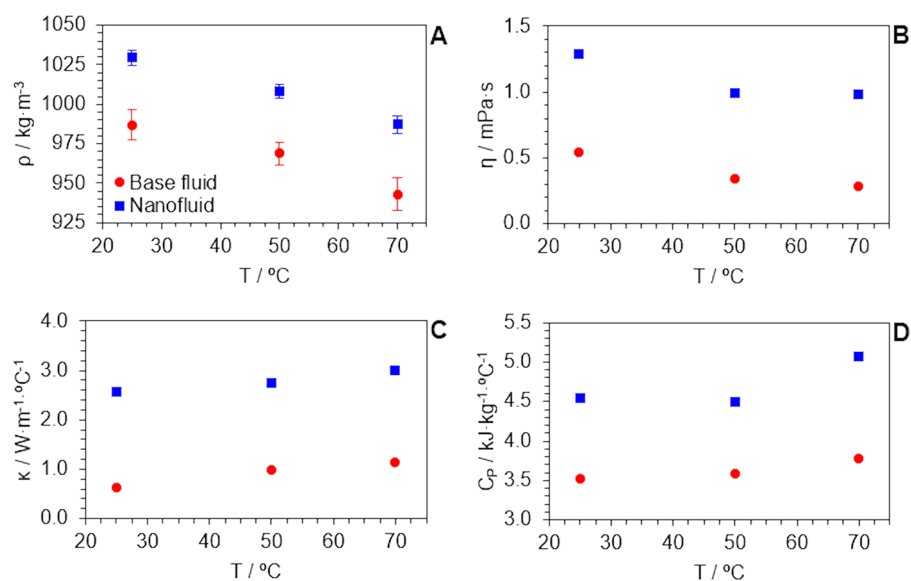 A
ρ / kg·m-3
1050
1025
1000
975
950
925
Base fluid
Nanofluid
20 30 40 50 60 70
T / ºC
B
η / mPa·s
1.5
1.0
0.5
0.0
20 30 40 50 60 70
T / ºC
C
κ / W·m-1·ºC-1
4.0
3.0
2.0
1.0
0.0
20 30 40 50 60 70
T / ºC
D
CP / kJ·kg-1·ºC-1
5.5
5.0
4.5
4.0
3.5
3.0
20 30 40 50 60 70
T / ºC